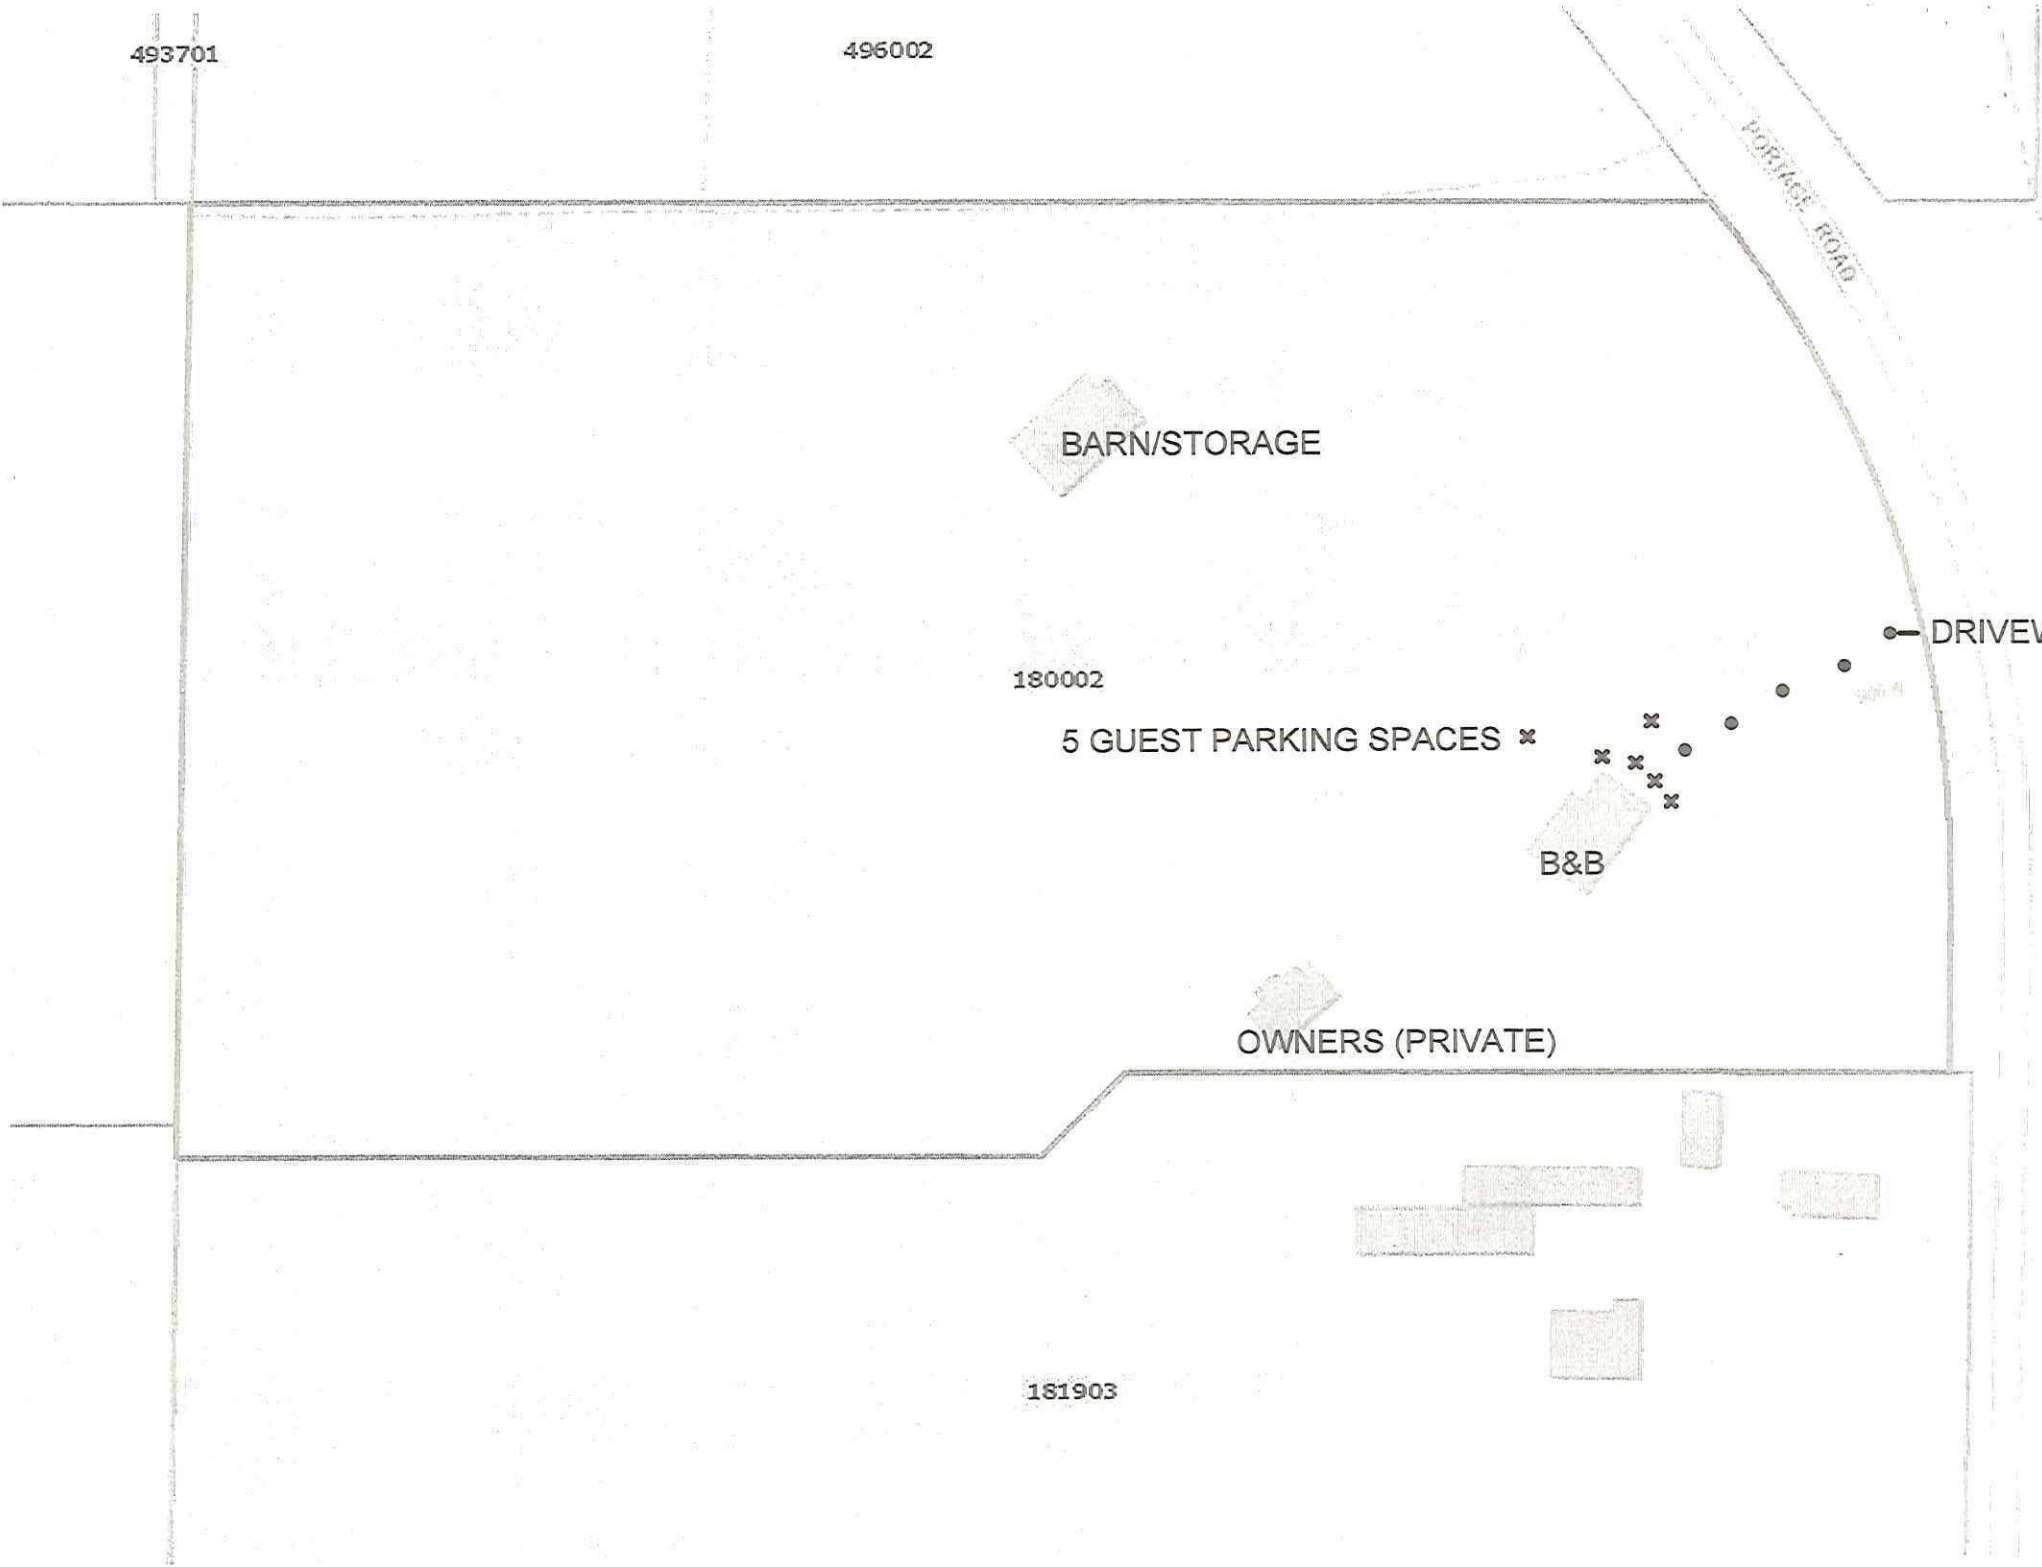 493701
496002
PORTAGE ROAD
BARN/STORAGE
DRIVEW
180002
5 GUEST PARKING SPACES ×
B&B
OWNERS (PRIVATE)
181903